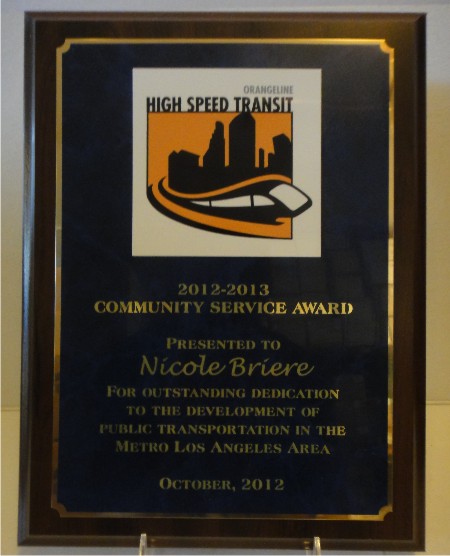 ORANGELINE
HIGH SPEED TRANSIT
2012-2013
COMMUNITY SERVICE AWARD
PRESENTED TO
Nicole Briere
FOR OUTSTANDING DEDICATION
TO THE DEVELOPMENT OF
PUBLIC TRANSPORTATION IN THE
METRO LOS ANGELES AREA
OCTOBER, 2012